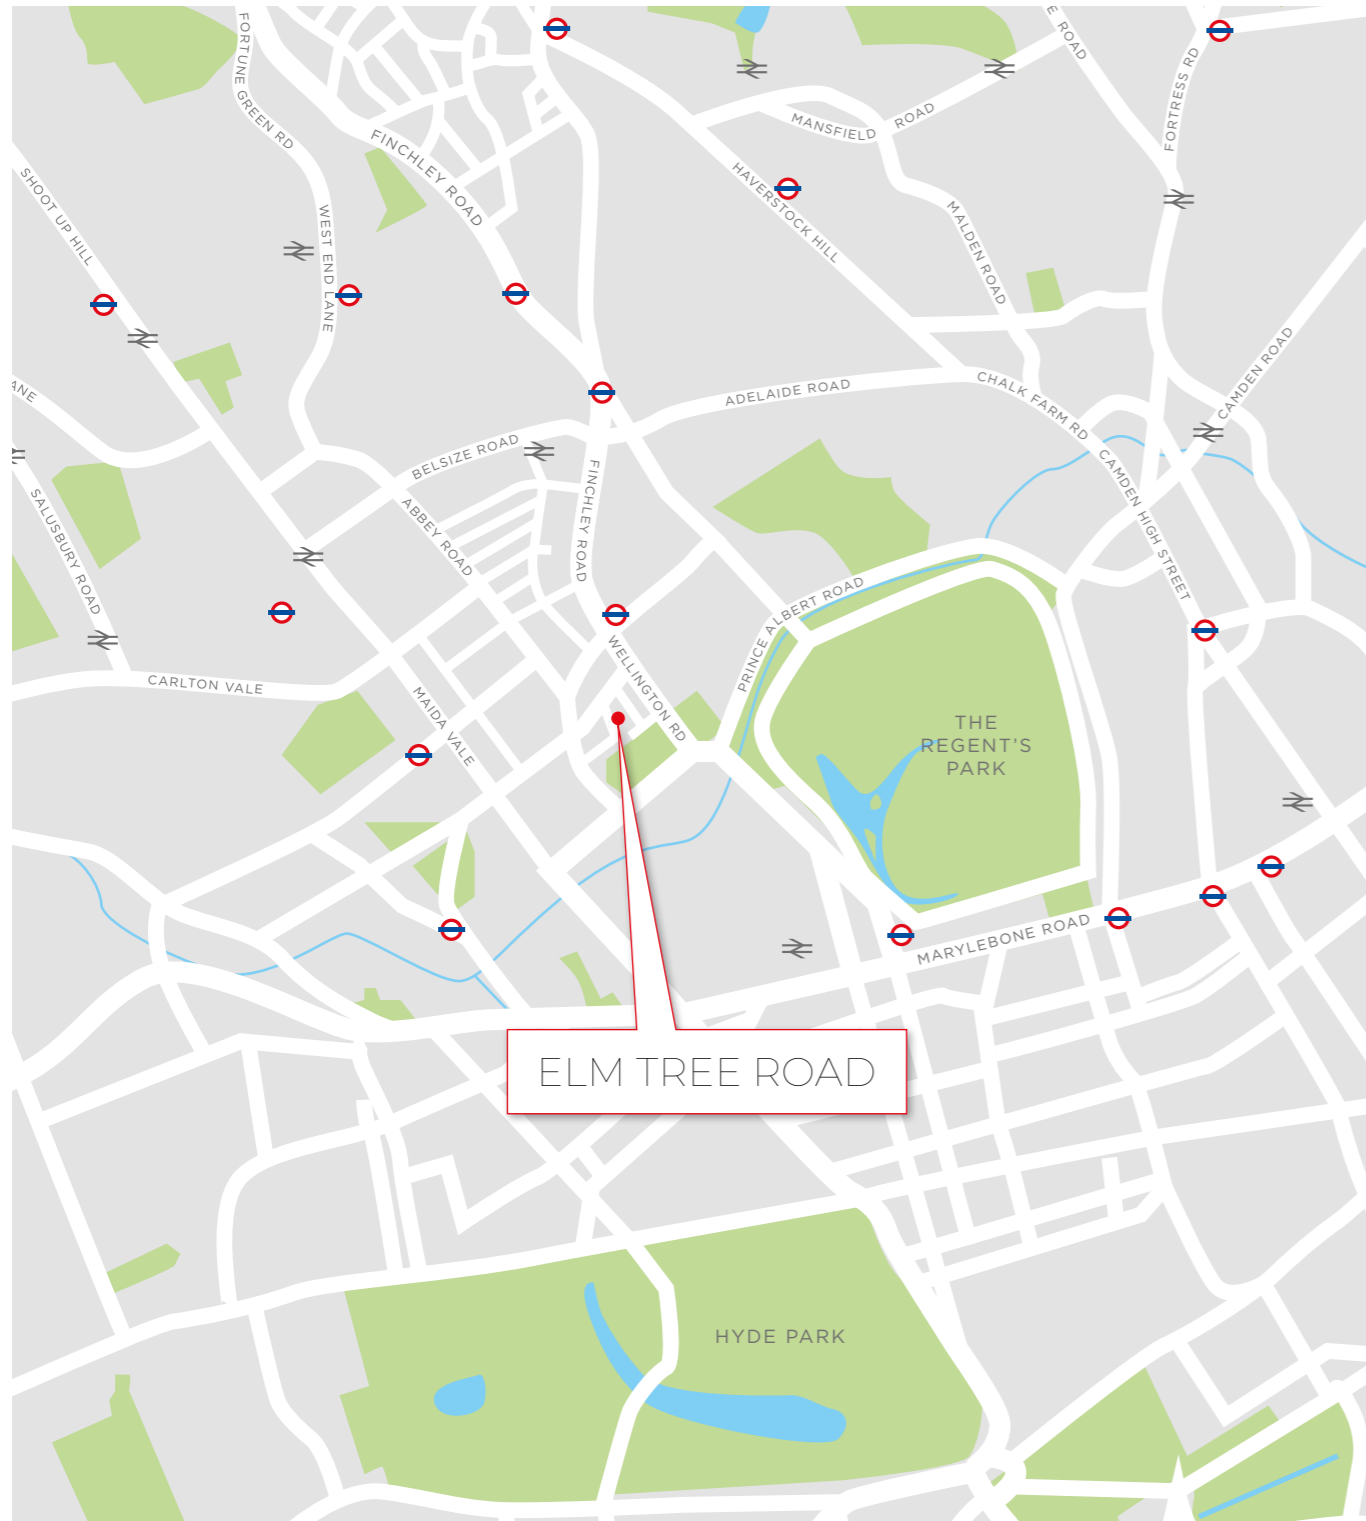 FORTUNE GREEN RD
FINCHLEY ROAD
E ROAD
FORTRESS RD
MANSFIELD ROAD
SHOOT UP HILL
WEST END LANE
HAVERSTOCK HILL
MALDEN ROAD
CAMDEN ROAD
ANE
ADELAIDE ROAD
CHALK FARM RD
BELSIZE ROAD
ABBEY ROAD
FINCHLEY ROAD
CAMDEN HIGH STREET
SALUSBURY ROAD
PRINCE ALBERT ROAD
WELLINGTON RD
CARLTON VALE
MAIDA VALE
THE
REGENT'S
PARK
MARYLEBONE ROAD
ELM TREE ROAD
HYDE PARK